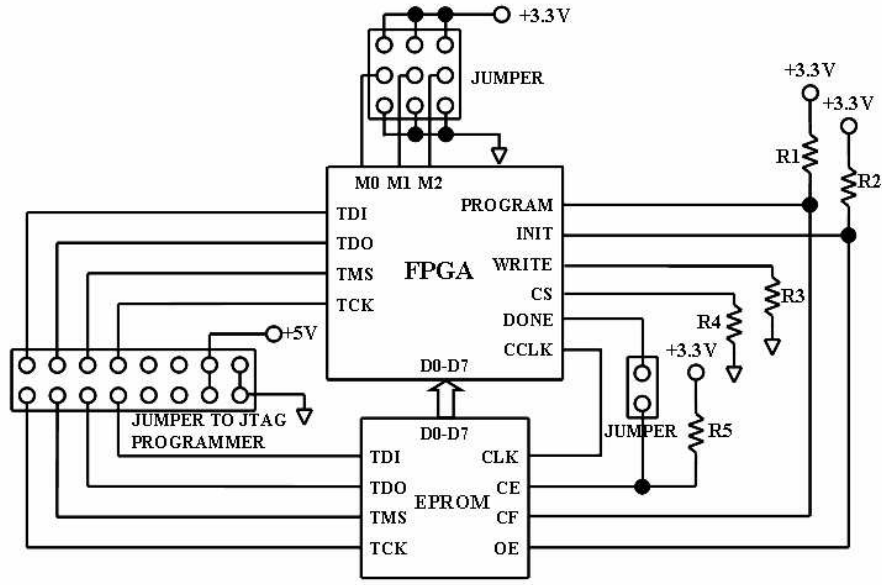 +3.3V
JUMPER
+3.3V
+3.3V
R1
R2
M0 M1 M2
PROGRAM
TDI
INIT
TDO
FPGA
WRITE
TMS
CS
R3
TCK
DONE
R4
+5V
CCLK
+3.3V
D0-D7
JUMPER TO JTAG
PROGRAMMER
JUMPER
R5
D0-D7
TDI
CLK
TDO
CE
EPROM
TMS
CF
TCK
OE